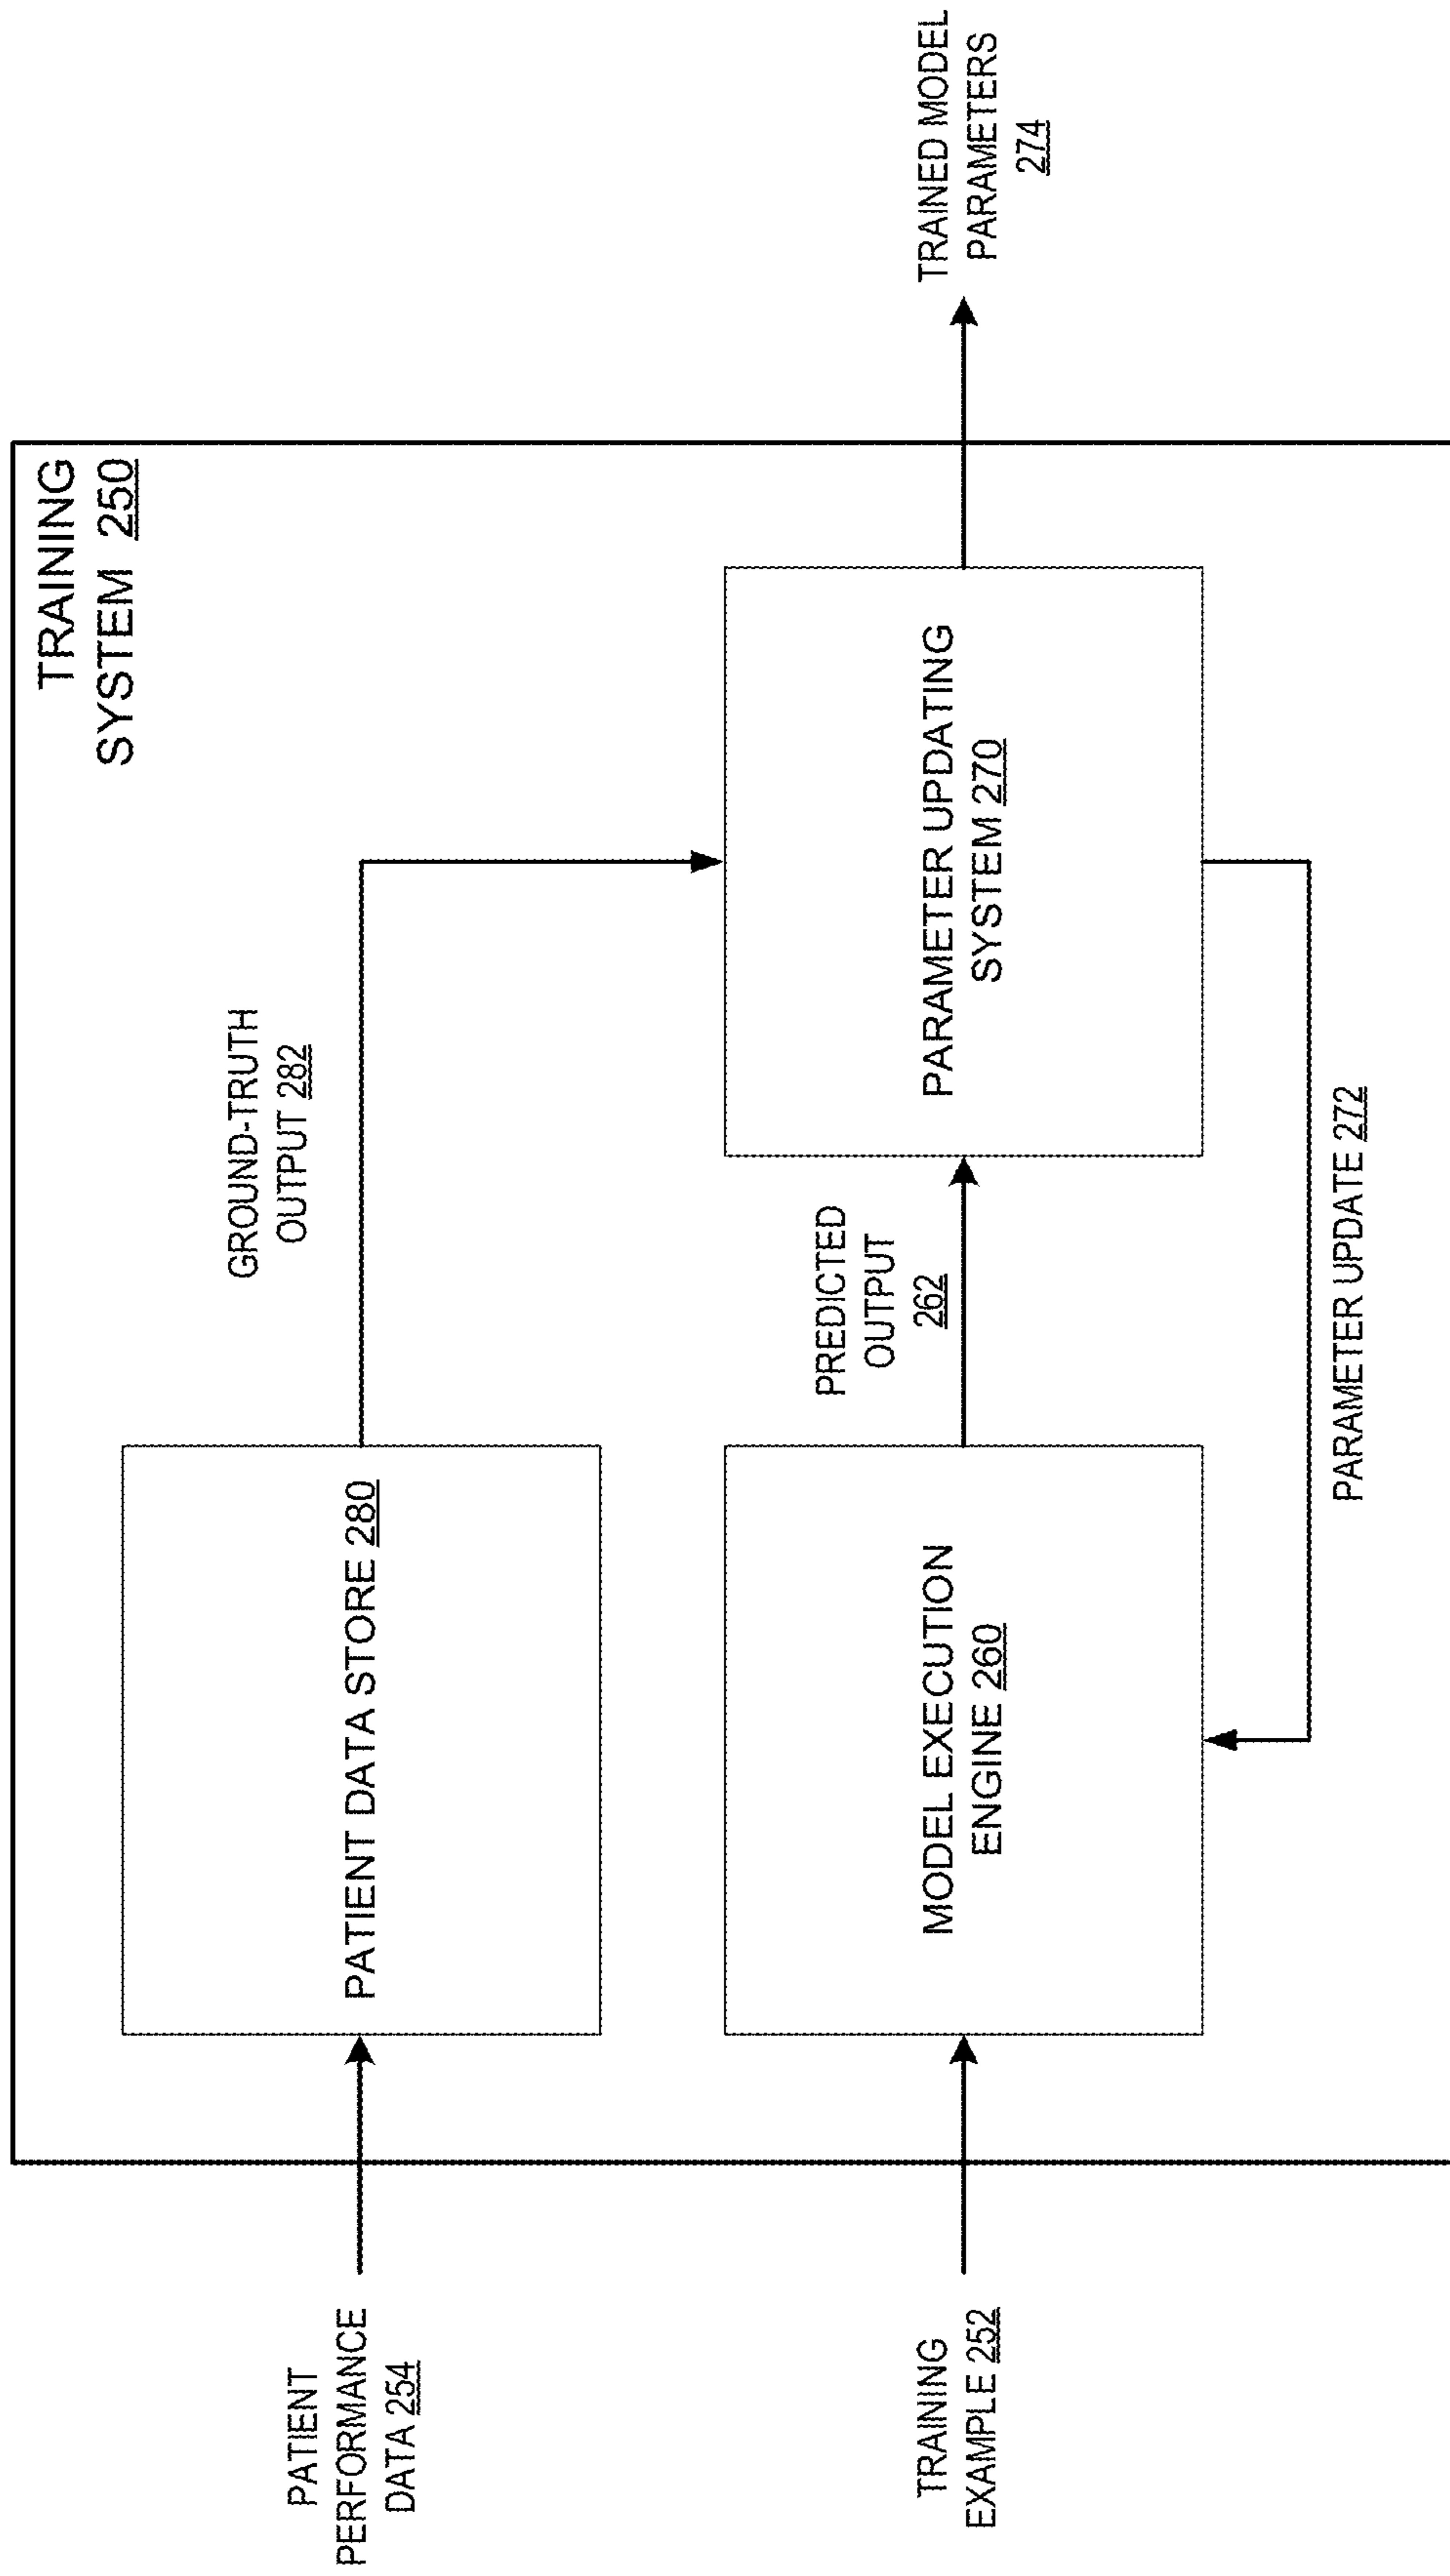 TRAINING
SYSTEM 250
PATIENT
PERFORMANCE
DATA 254
PATIENT DATA STORE 280
GROUND-TRUTH
OUTPUT 282
TRAINING
EXAMPLE 252
MODEL EXECUTION
ENGINE 260
PREDICTED
OUTPUT
262
PARAMETER UPDATING
SYSTEM 270
TRAINED MODEL
PARAMETERS
274
PARAMETER UPDATE 272